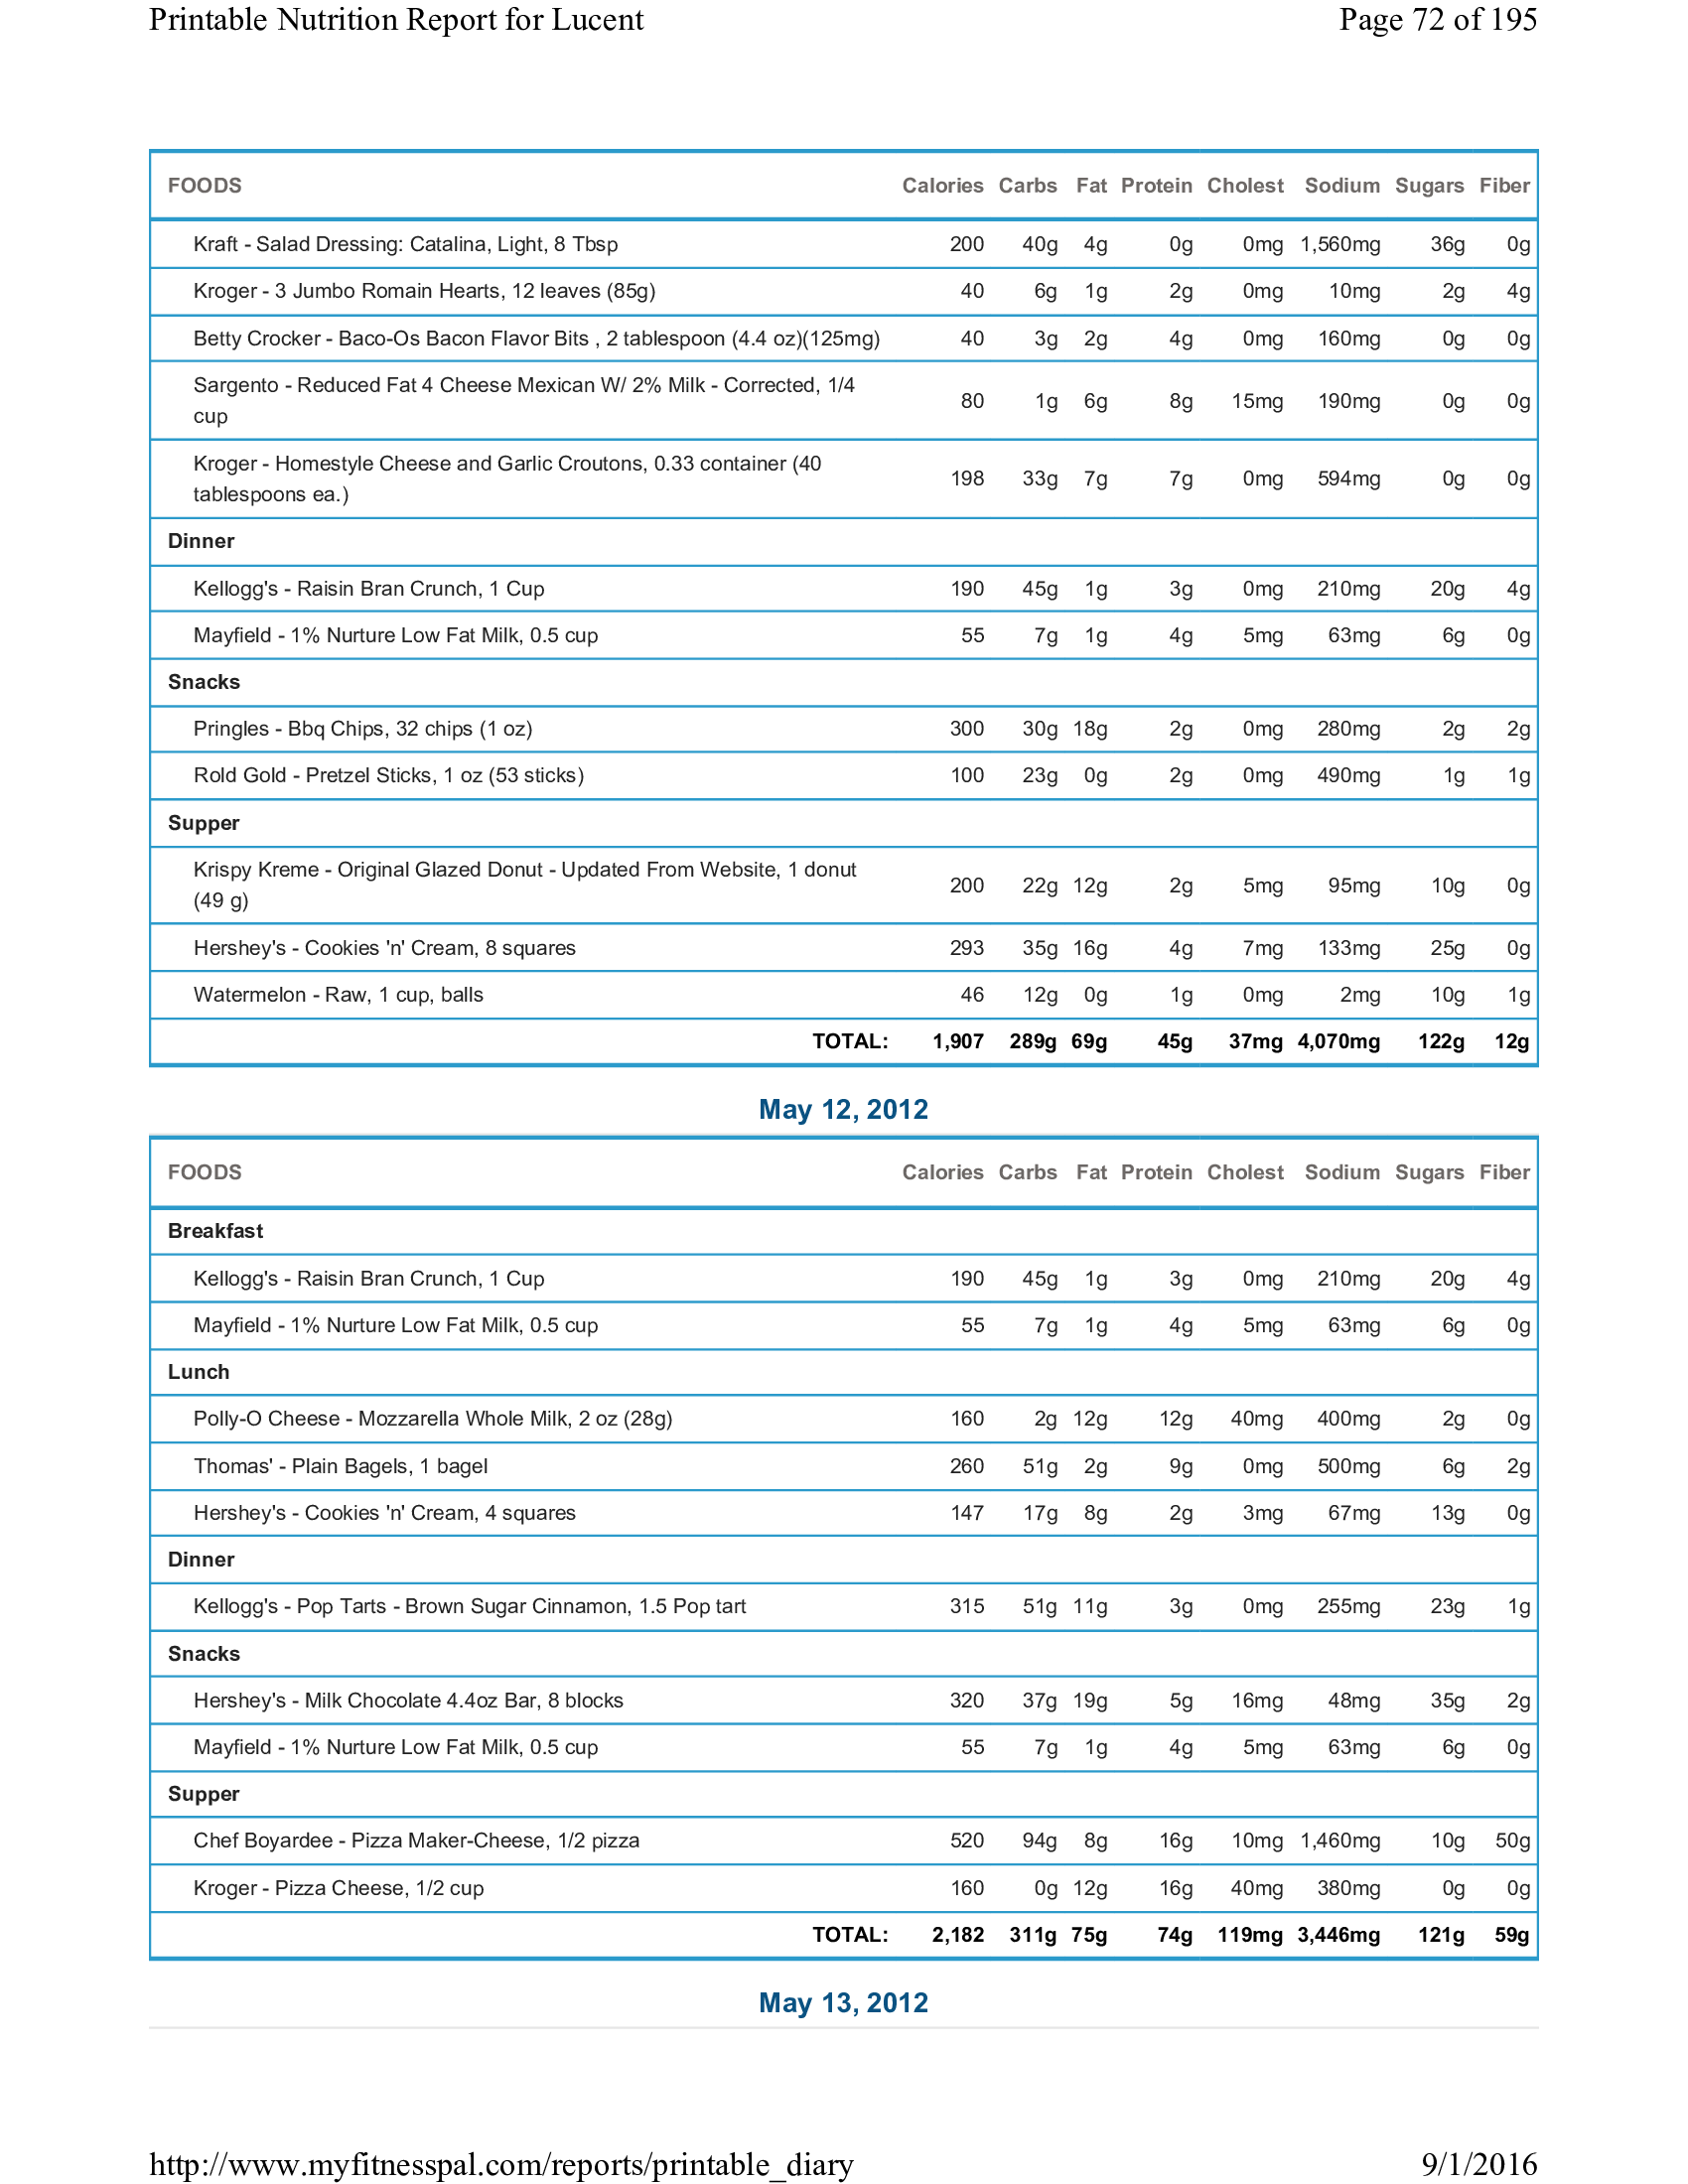 Printable Nutrition Report for Lucent Page 72 of 195
FOODS Calories Carbs Fat Protein Cholest Sodium Sugars Fiber
Kraft - Salad Dressing: Catalina, Light, 8 Tbsp 200 40g 4g 0g 0mg 1,560mg 36g 0g
Kroger - 3 Jumbo Romain Hearts, 12 leaves (85g) 40 6g 1g 2g 0mg 10mg 2g 4g
Betty Crocker - Baco-Os Bacon Flavor Bits , 2 tablespoon (4.4 oz)(125mg) 40 3g 2g 4g 0mg 160mg 0g 0g
Sargento - Reduced Fat 4 Cheese Mexican W/ 2% Milk - Corrected, 1/4
cup 80 1g 6g 8g 15mg 190mg 0g 0g
Kroger - Homestyle Cheese and Garlic Croutons, 0.33 container (40
tablespoons ea.) 198 33g 7g 7g 0mg 594mg 0g 0g
Dinner
Kellogg's - Raisin Bran Crunch, 1 Cup 190 45g 1g 3g 0mg 210mg 20g 4g
Mayfield - 1% Nurture Low Fat Milk, 0.5 cup 55 7g 1g 4g 5mg 63mg 6g 0g
Snacks
Pringles - Bbq Chips, 32 chips (1 oz) 300 30g 18g 2g 0mg 280mg 2g 2g
Rold Gold - Pretzel Sticks, 1 oz (53 sticks) 100 23g 0g 2g 0mg 490mg 1g 1g
Supper
Krispy Kreme - Original Glazed Donut - Updated From Website, 1 donut
(49 g) 200 22g 12g 2g 5mg 95mg 10g 0g
Hershey's - Cookies 'n' Cream, 8 squares 293 35g 16g 4g 7mg 133mg 25g 0g
Watermelon - Raw, 1 cup, balls 46 12g 0g 1g 0mg 2mg 10g 1g
TOTAL: 1,907 289g 69g 45g 37mg 4,070mg 122g 12g
May 12, 2012
FOODS Calories Carbs Fat Protein Cholest Sodium Sugars Fiber
Breakfast
Kellogg's - Raisin Bran Crunch, 1 Cup 190 45g 1g 3g 0mg 210mg 20g 4g
Mayfield - 1% Nurture Low Fat Milk, 0.5 cup 55 7g 1g 4g 5mg 63mg 6g 0g
Lunch
Polly-O Cheese - Mozzarella Whole Milk, 2 oz (28g) 160 2g 12g 12g 40mg 400mg 2g 0g
Thomas' - Plain Bagels, 1 bagel 260 51g 2g 9g 0mg 500mg 6g 2g
Hershey's - Cookies 'n' Cream, 4 squares 147 17g 8g 2g 3mg 67mg 13g 0g
Dinner
Kellogg's - Pop Tarts - Brown Sugar Cinnamon, 1.5 Pop tart 315 51g 11g 3g 0mg 255mg 23g 1g
Snacks
Hershey's - Milk Chocolate 4.4oz Bar, 8 blocks 320 37g 19g 5g 16mg 48mg 35g 2g
Mayfield - 1% Nurture Low Fat Milk, 0.5 cup 55 7g 1g 4g 5mg 63mg 6g 0g
Supper
Chef Boyardee - Pizza Maker-Cheese, 1/2 pizza 520 94g 8g 16g 10mg 1,460mg 10g 50g
Kroger - Pizza Cheese, 1/2 cup 160 0g 12g 16g 40mg 380mg 0g 0g
TOTAL: 2,182 311g 75g 74g 119mg 3,446mg 121g 59g
May 13, 2012
http://www.myfitnesspal.com/reports/printable_diary 9/1/2016